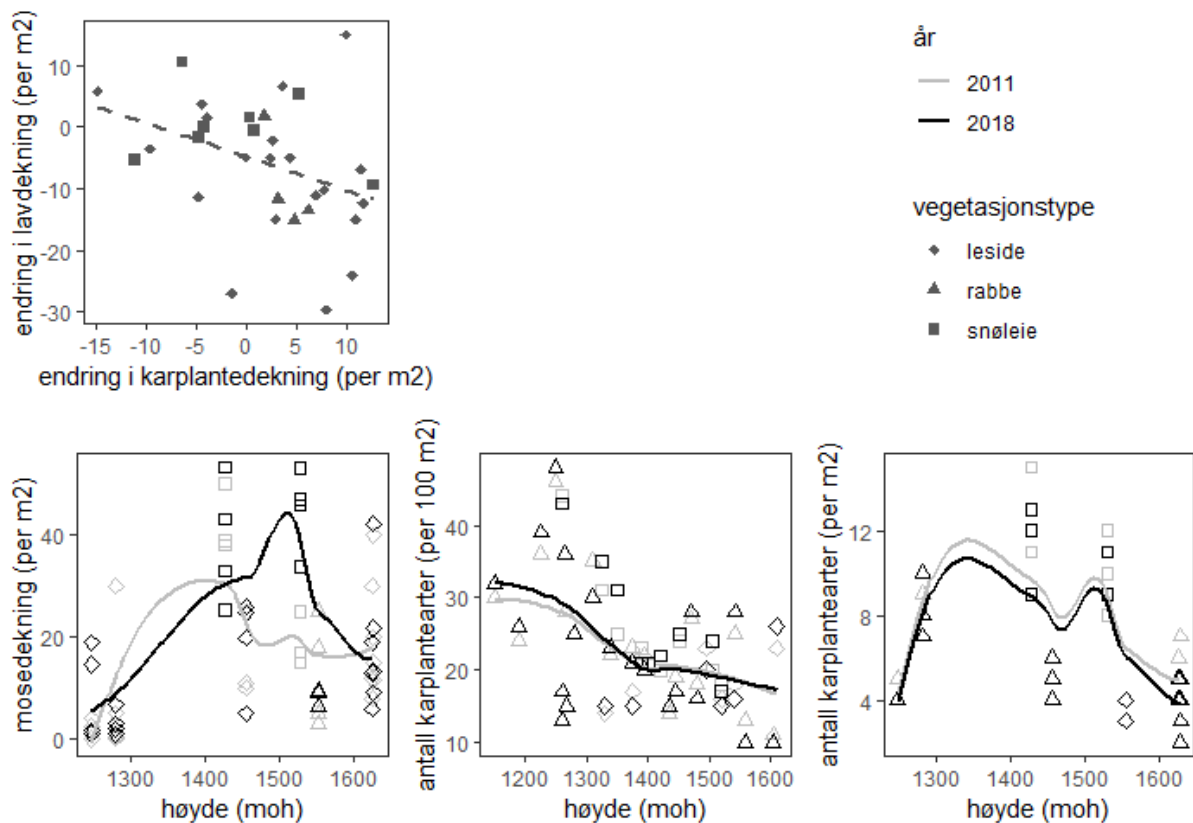 endring i lavdekning (per m2)
10
0
-10
-20
-30
-15
-10
-5
0
5
10
endring i karplantedekning (per m2)
år
2011
2018
vegetasjonstype
leside
rabbe
snøleie
mosedekning (per m2)
40
20
0
1300
1400
1500
1600
høyde (moh)
antall karplantearter (per 100 m2)
40
30
20
10
1200
1300
1400
1500
1600
høyde (moh)
antall karplantearter (per m2)
12
8
4
1300
1400
1500
1600
høyde (moh)